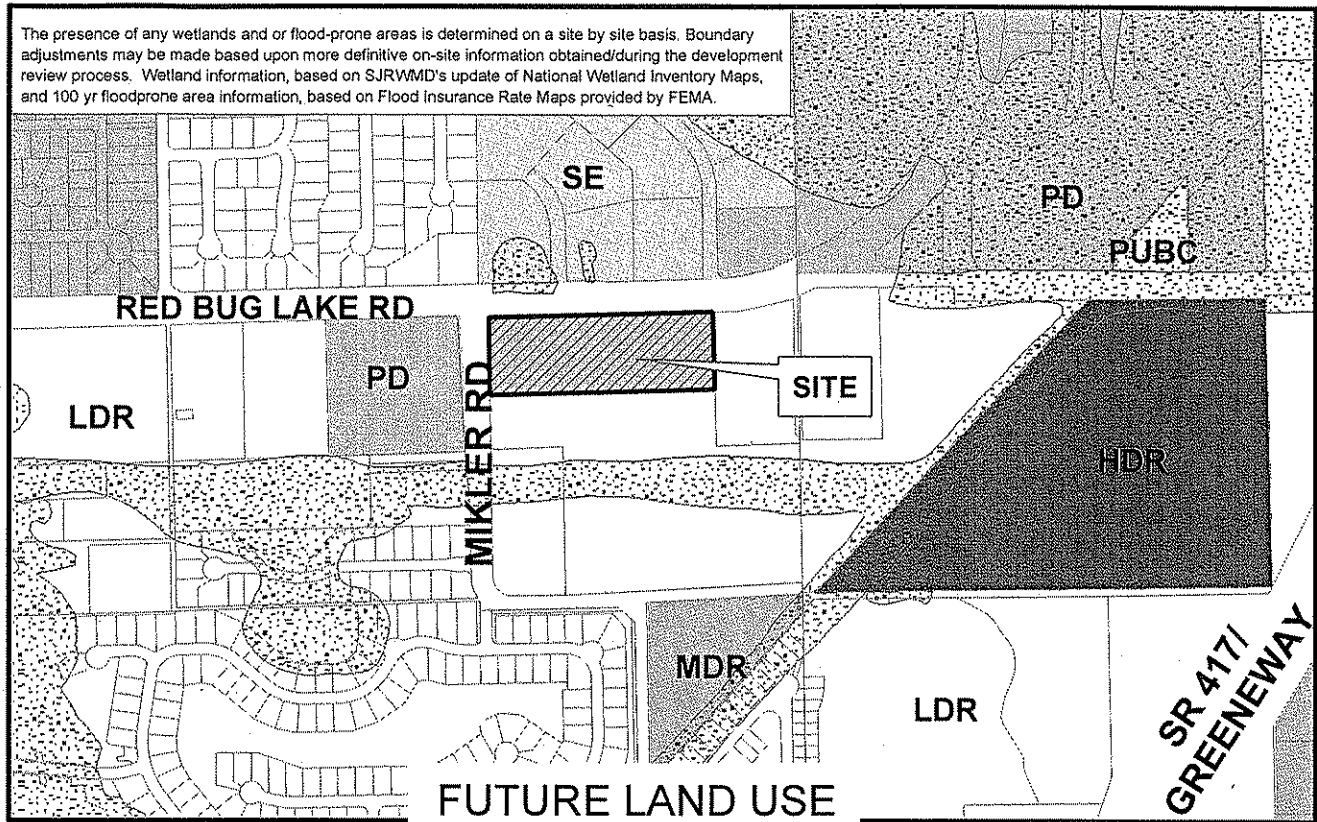 The presence of any wetlands and or flood-prone areas is determined on a site by site basis. Boundary
adjustments may be made based upon more definitive on-site information obtained/during the development
review process. Wetland information, based on SJRWMD's update of National Wetland Inventory Maps,
and 100 yr floodprone area information, based on Flood Insurance Rate Maps provided by FEMA.
SE
PD
PUBC
RED BUG LAKE RD
PD
SITE
LDR
MIKLER RD
HDR
MDR
LDR
SR 417/
GREENEWAY
FUTURE LAND USE